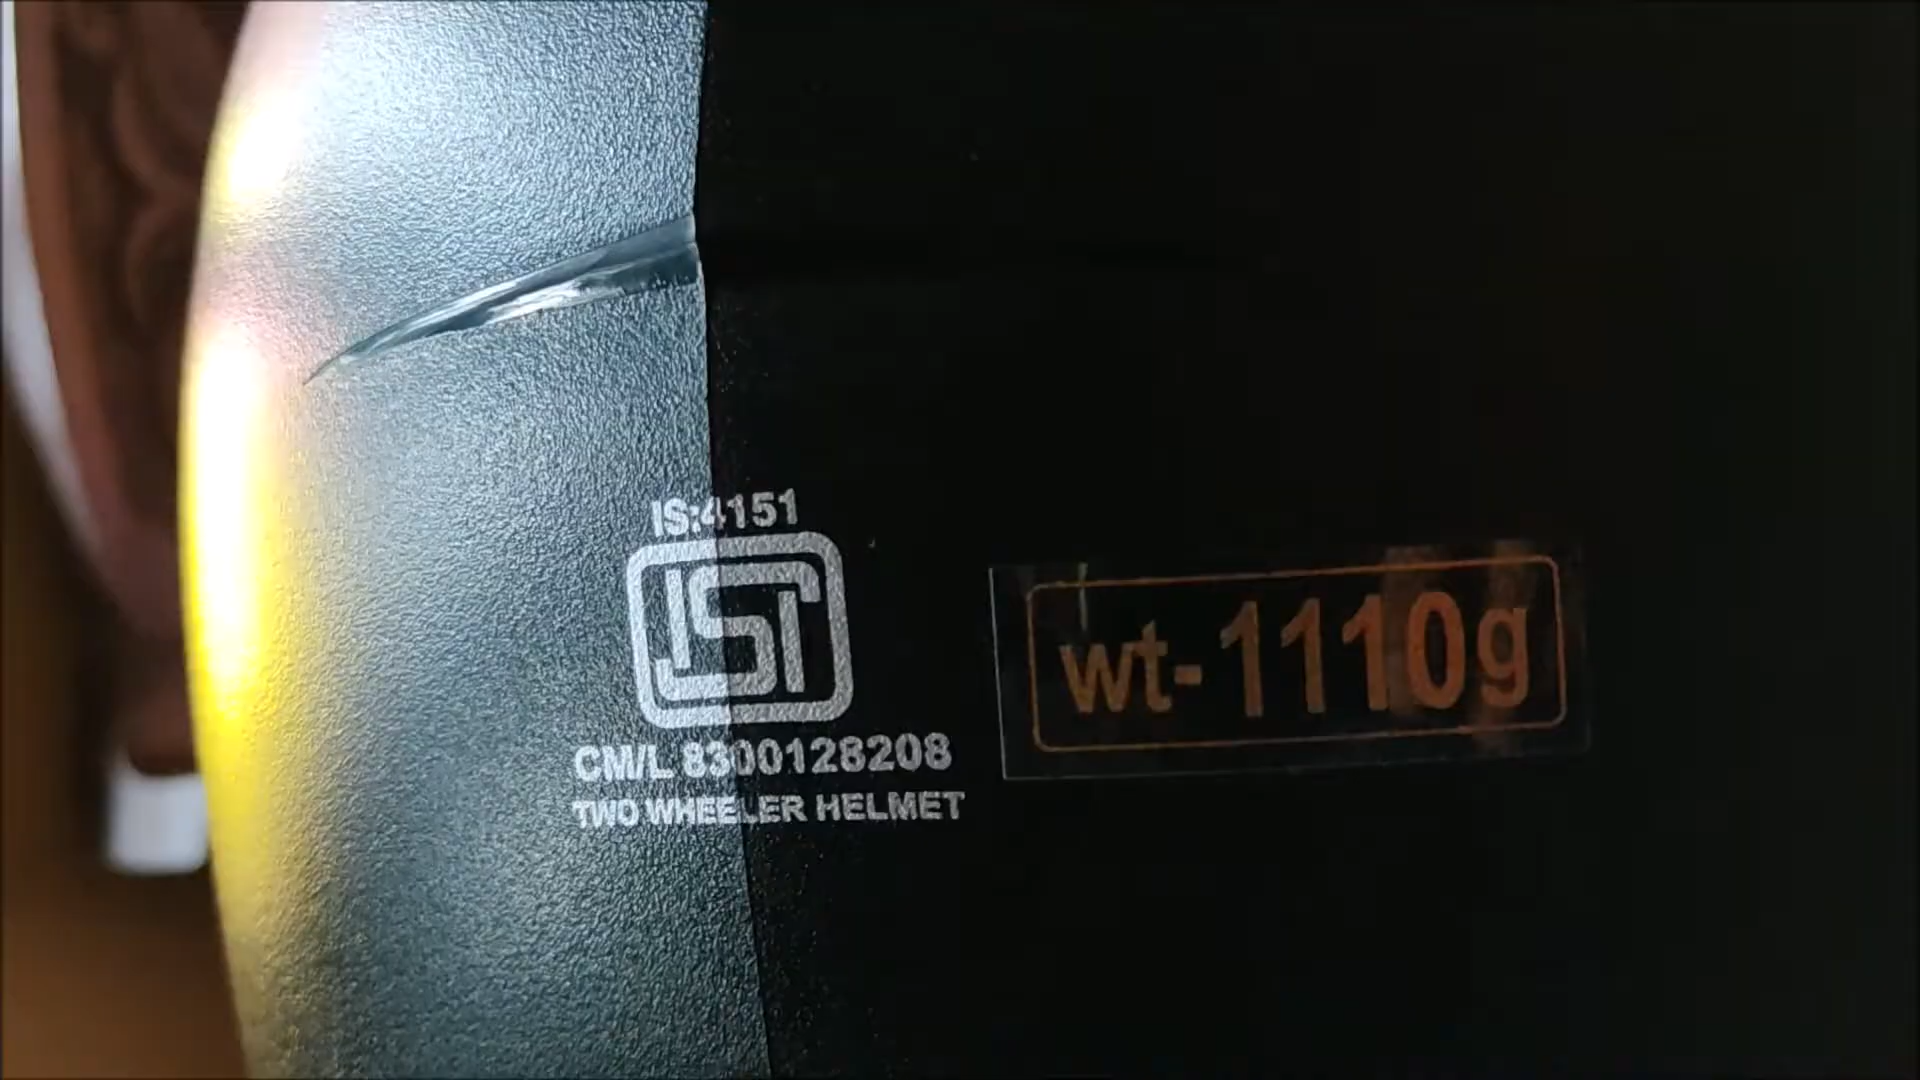 IS:4151
ISI
CM/L 8300128208
TWO WHEELER HELMET
wt-1110g